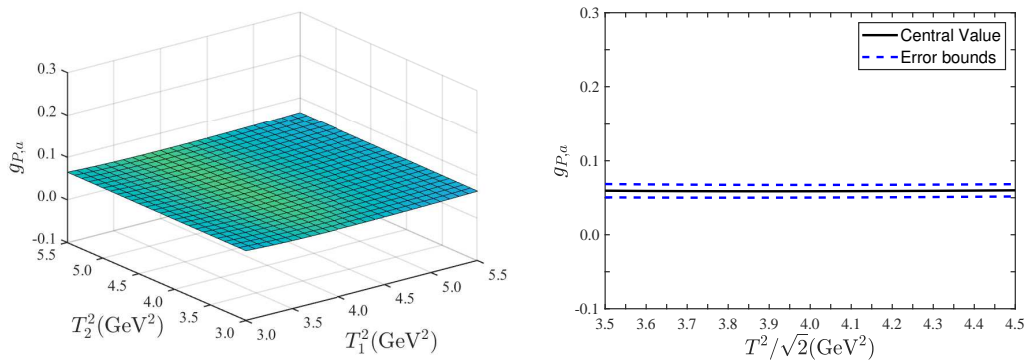 0.3
0.2
0.1
0.0
-0.1
g_{P,a}
5.5
5.0
4.5
4.0
3.5
3.0
T_2^2(GeV^2)
3.0
3.5
4.0
4.5
5.0
5.5
T_1^2(GeV^2)
0.3
0.2
0.1
0.0
-0.1
g_{P,a}
Central Value
Error bounds
3.5 3.6 3.7 3.8 3.9 4.0 4.1 4.2 4.3 4.4 4.5
T^2/√2(GeV^2)